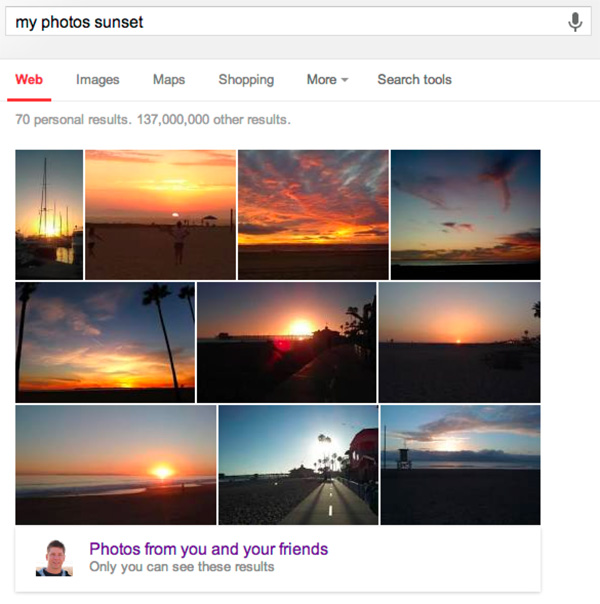 my photos sunset
Web Images Maps Shopping More Search tools
70 personal results. 137,000,000 other results.
Photos from you and your friends
Only you can see these results